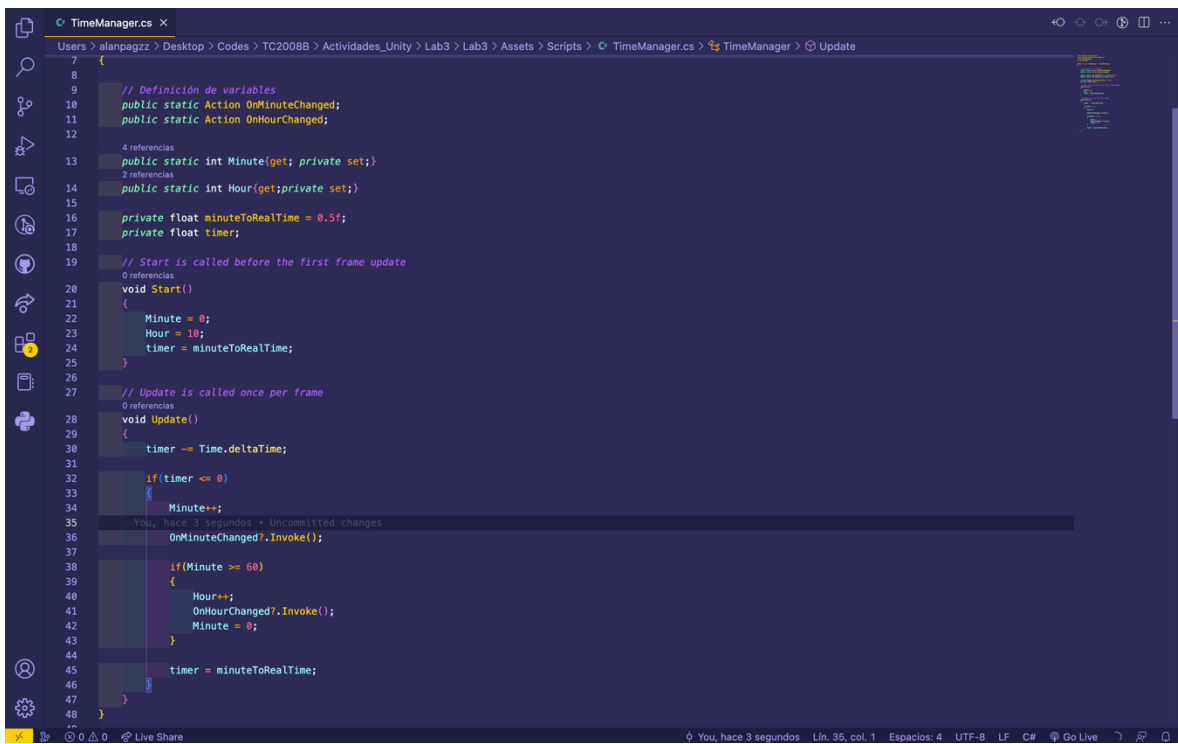 TimeManager.cs ×
Users > alanpagzz > Desktop > Codes > TC2008B > Actividades_Unity > Lab3 > Lab3 > Assets > Scripts > TimeManager.cs > TimeManager > Update
7 {
8
9 // Definición de variables
10 public static Action OnMinuteChanged;
11 public static Action OnHourChanged;
12
4 referencias
13 public static int Minute{get; private set;}
2 referencias
14 public static int Hour{get;private set;}
15
16 private float minuteToRealTime = 0.5f;
17 private float timer;
18
19 // Start is called before the first frame update
0 referencias
20 void Start()
21 {
22 Minute = 0;
23 Hour = 10;
24 timer = minuteToRealTime;
25 }
26
27 // Update is called once per frame
0 referencias
28 void Update()
29 {
30 timer -= Time.deltaTime;
31
32 if(timer <= 0)
33 {
34 Minute++;
35 You, hace 3 segundos • Uncommitted changes
36 OnMinuteChanged?.Invoke();
37
38 if(Minute >= 60)
39 {
40 Hour++;
41 OnHourChanged?.Invoke();
42 Minute = 0;
43 }
44
45 timer = minuteToRealTime;
46 }
47 }
48 }
2
0 0 Live Share You, hace 3 segundos Lín. 35, col. 1 Espacios: 4 UTF-8 LF C# Go Live